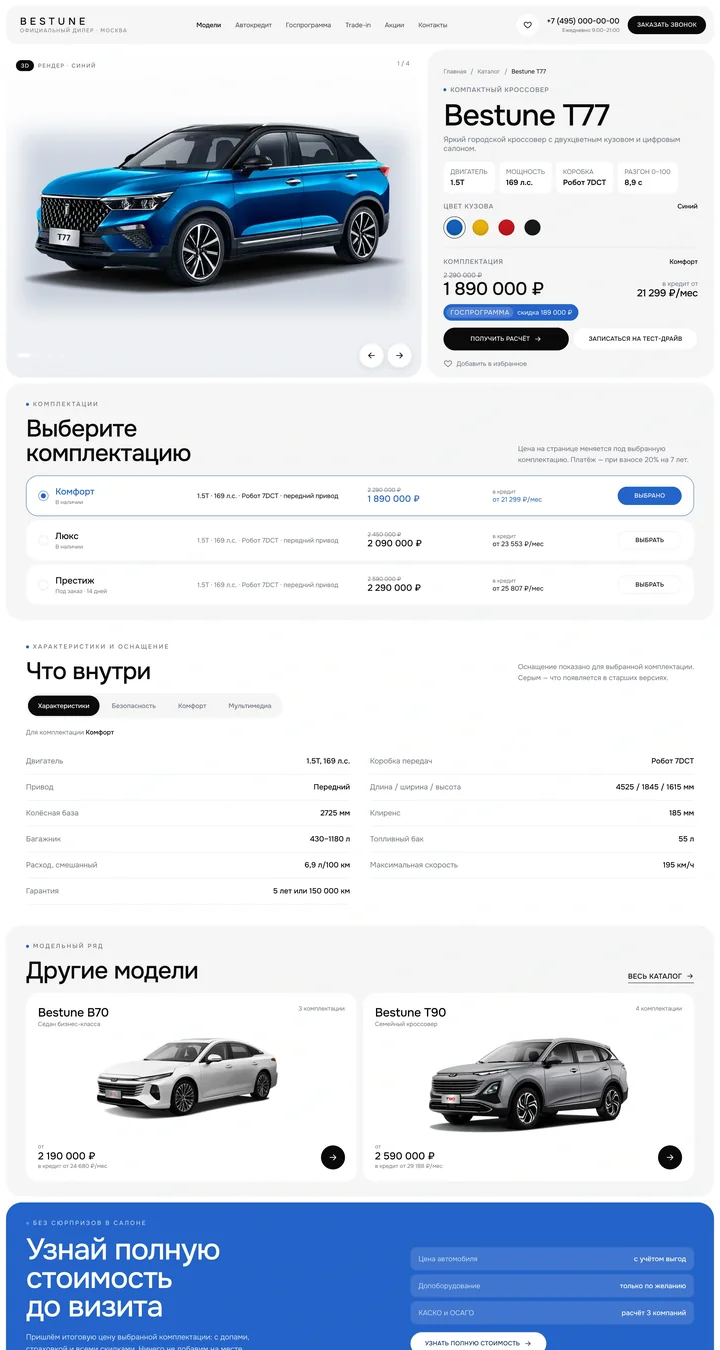 BESTUNE
ОФИЦИАЛЬНЫЙ ДИЛЕР · МОСКВА
Модели
Автокредит
Госпрограмма
Trade-in
Акции
Контакты
+7 (495) 000-00-00
Ежедневно 9:00–21:00
ЗАКАЗАТЬ ЗВОНОК
3D РЕНДЕР · СИНИЙ
1 / 4
T77
Главная / Каталог / Bestune T77
КОМПАКТНЫЙ КРОССОВЕР
Bestune T77
Яркий городской кроссовер с двухцветным кузовом и цифровым
салоном.
ДВИГАТЕЛЬ
1.5T
МОЩНОСТЬ
169 л.с.
КОРОБКА
Робот 7DCT
РАЗГОН 0–100
8,9 с
ЦВЕТ КУЗОВА
Синий
КОМПЛЕКТАЦИЯ
Комфорт
2 290 000 ₽
1 890 000 ₽
в кредит от
21 299 ₽/мес
ГОСПРОГРАММА скидка 189 000 ₽
ПОЛУЧИТЬ РАСЧЁТ →
ЗАПИСАТЬСЯ НА ТЕСТ-ДРАЙВ
Добавить в избранное
КОМПЛЕКТАЦИИ
Выберите
комплектацию
Цена на странице меняется под выбранную
комплектацию. Платёж — при взносе 20% на 7 лет.
Комфорт
В наличии
1.5T · 169 л.с. · Робот 7DCT · передний привод
2 290 000 ₽
1 890 000 ₽
в кредит
от 21 299 ₽/мес
ВЫБРАНО
Люкс
В наличии
1.5T · 169 л.с. · Робот 7DCT · передний привод
2 450 000 ₽
2 090 000 ₽
в кредит
от 23 553 ₽/мес
ВЫБРАТЬ
Престиж
Под заказ · 14 дней
1.5T · 169 л.с. · Робот 7DCT · передний привод
2 590 000 ₽
2 290 000 ₽
в кредит
от 25 807 ₽/мес
ВЫБРАТЬ
ХАРАКТЕРИСТИКИ И ОСНАЩЕНИЕ
Что внутри
Оснащение показано для выбранной комплектации.
Серым — что появляется в старших версиях.
Характеристики
Безопасность
Комфорт
Мультимедиа
Для комплектации Комфорт
Двигатель 1.5T, 169 л.с.
Коробка передач Робот 7DCT
Привод Передний
Длина / ширина / высота 4525 / 1845 / 1615 мм
Колёсная база 2725 мм
Клиренс 185 мм
Багажник 430–1180 л
Топливный бак 55 л
Расход, смешанный 6,9 л/100 км
Максимальная скорость 195 км/ч
Гарантия 5 лет или 150 000 км
МОДЕЛЬНЫЙ РЯД
Другие модели
ВЕСЬ КАТАЛОГ →
Bestune B70
Седан бизнес-класса
3 комплектации
от
2 190 000 ₽
в кредит от 24 680 ₽/мес
Bestune T90
Семейный кроссовер
4 комплектации
T90
от
2 590 000 ₽
в кредит от 29 188 ₽/мес
БЕЗ СЮРПРИЗОВ В САЛОНЕ
Узнай полную
стоимость
до визита
Пришлём итоговую цену выбранной комплектации: с допами,
страховкой и всеми скидками. Ничего не добавим на месте.
Цена автомобиля с учётом выгод
Допоборудование только по желанию
КАСКО и ОСАГО расчёт 3 компаний
УЗНАТЬ ПОЛНУЮ СТОИМОСТЬ →